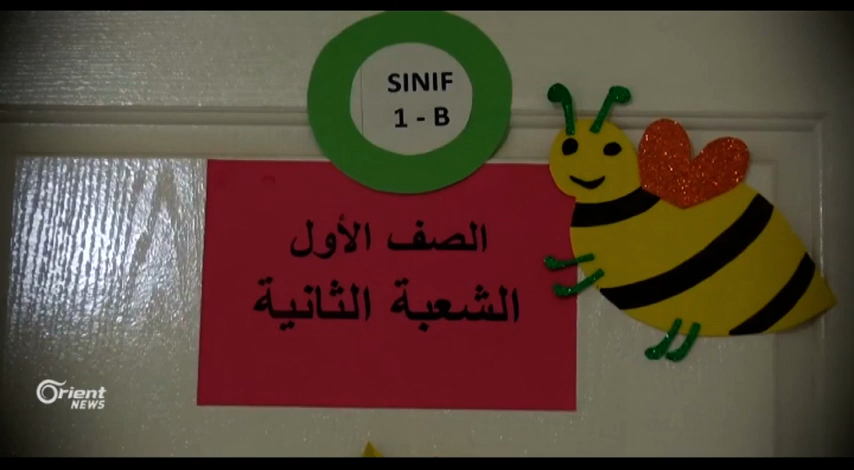 SINIF
1 - B
الصف الأول
الشعبة الثانية
Orient
NEWS